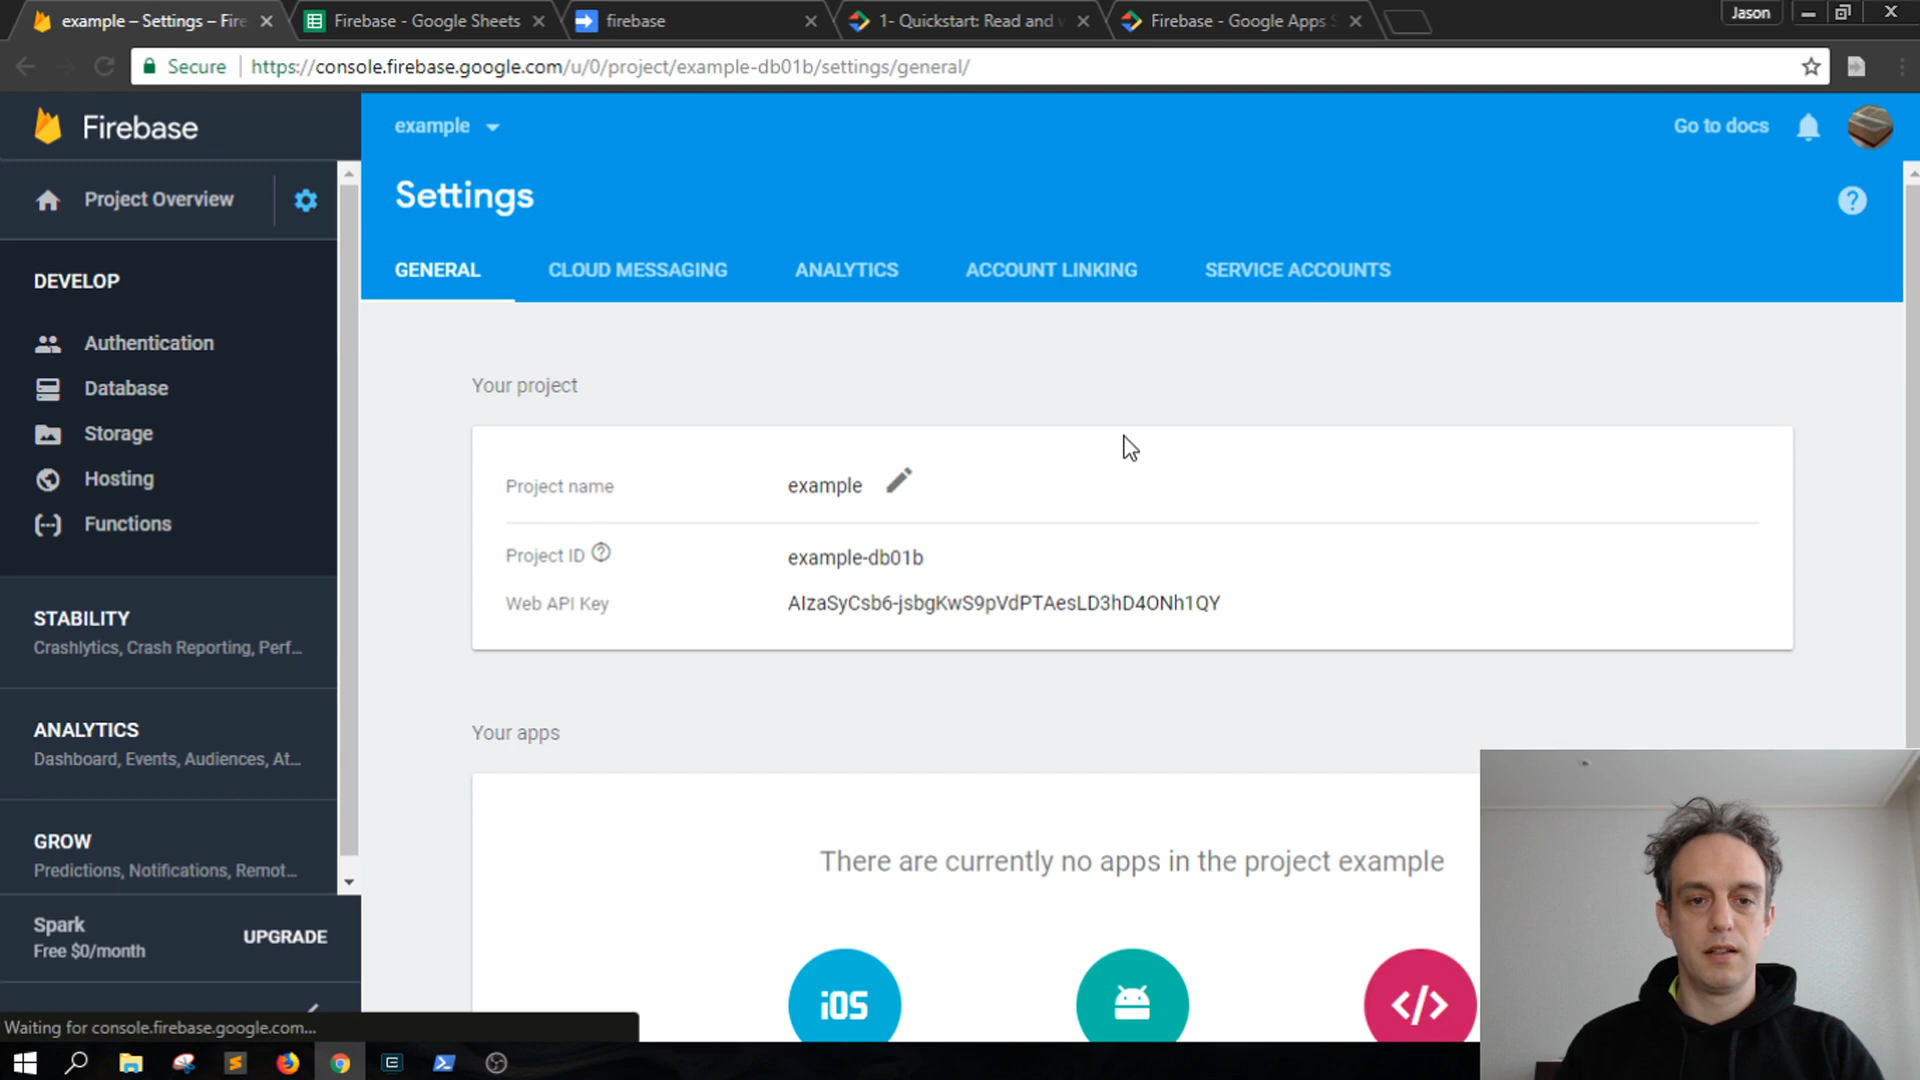 example – Settings – Fire
Firebase - Google Sheets
firebase
1- Quickstart: Read and w
Firebase - Google Apps S
Jason
Secure
https://console.firebase.google.com/u/0/project/example-db01b/settings/general/
Firebase
example
Go to docs
Project Overview
Settings
?
GENERAL
CLOUD MESSAGING
ANALYTICS
ACCOUNT LINKING
SERVICE ACCOUNTS
DEVELOP
Authentication
Database
Storage
Hosting
Functions
Your project
Project name
example
Project ID ?
example-db01b
Web API Key
AIzaSyCsb6-jsbgKwS9pVdPTAesLD3hD4ONh1QY
STABILITY
Crashlytics, Crash Reporting, Perf...
ANALYTICS
Dashboard, Events, Audiences, At...
GROW
Predictions, Notifications, Remot...
Spark
Free $0/month
UPGRADE
Your apps
There are currently no apps in the project example
iOS
</>
Waiting for console.firebase.google.com...